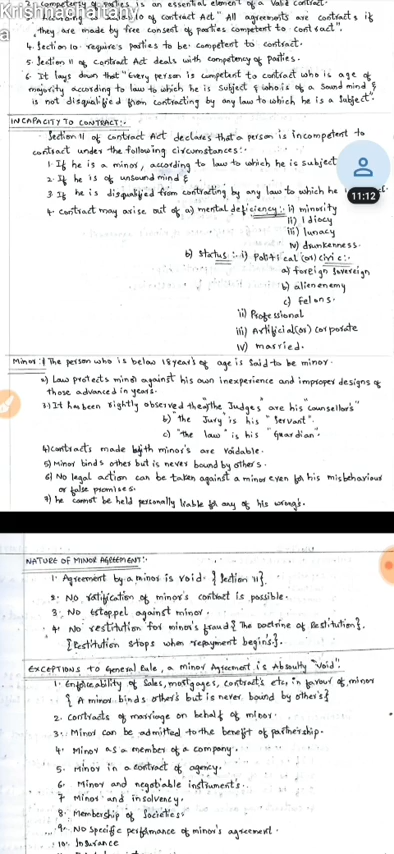 competency of parties is an essential element of a valid contract.
Krishnachaitany
a
10 of contract Act" All agreements are contracts if
they are made by free consest of parties competent to contract".
4. Section 10 requires parties to be competent to contract.
5. Section 11 of contract Act deals with competency of parties.
6. It lays down that "Every person is competent to contract who is age of
majority according to law to which he is subject & who is of a sound mind &
is not disqualified from contracting by any law to which he is a subject".
INCAPACITY TO CONTRACT:-
Section 11 of contract Act declares that a person is incompetent to
contract under the following circumstances:-
1. If he is a minor, according to law to which he is subject
2. If he is of unsound mind &
3. If he is disqualified from contracting by any law to which he
11:12
4. contract may arise out of a) mental deficiency:- i) minority
ii) Idiocy
iii) lunacy
iv) drunkenness.
b) Status:- i) Political (or) civic:-
a) foreign sovereign
b) alien enemy
c) felons.
ii) Professional
iii) Artificial (or) corporate
iv) married.
Minor:- 1) The person who is below 18 years of age is said to be minor.
2) Law protects minor against his own inexperience and improper designs of
those advanced in years.
3) It has been rightly observed the "the Judges" are his "counsellor's"
b) "the Jury" is his "Servant".
c) "the law" is his "Guardian".
4) contracts made with minor's are voidable.
5) Minor binds other but is never bound by others.
6) No legal action can be taken against a minor even for his misbehaviour
or false promises.
7) he cannot be held personally liable for any of his wrong's.
NATURE OF MINOR AGREEMENT:-
1. Agreement by a minor is void. { Section 11}.
2. No ratification of minor's contract is possible.
3. No Estoppel against minor.
4. No restitution for minor's fraud { The Doctrine of Restitution}.
{Restitution stops when repayment begins}.
EXCEPTIONS to General Rule, a minor Agreement is Absoutly "void".
1. Enforceability of Sales, mortgages, contracts etc, in favour of minor
{ A minor binds other's but is never bound by other's}
2. contracts of marriage on behalf of minor.
3. Minor can be admitted to the benefit of partnership.
4. Minor as a member of a company.
5. Minor in a contract of agency.
6. Minor and negotiable instruments.
7 Minor and insolvency.
8. Membership of Societies
9. No specific performance of minor's agreement.
10. Insurance